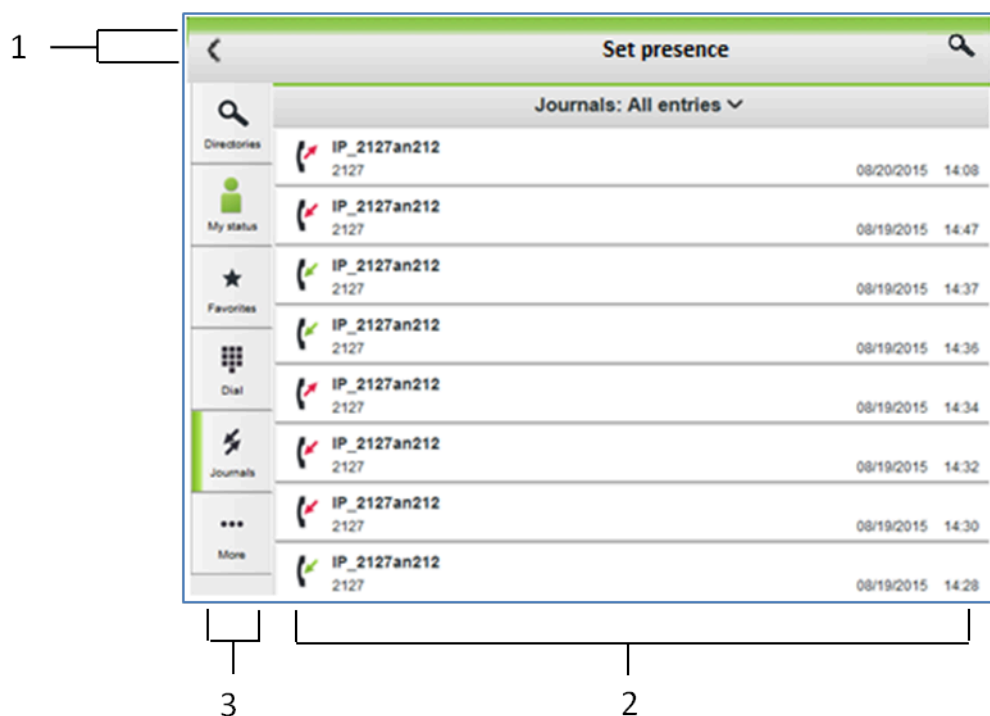 1
Set presence
Journals: All entries
Directories
My status
Favorites
Dial
Journals
More
IP_2127an212
2127 08/20/2015 14:08
IP_2127an212
2127 08/19/2015 14:47
IP_2127an212
2127 08/19/2015 14:37
IP_2127an212
2127 08/19/2015 14:36
IP_2127an212
2127 08/19/2015 14:34
IP_2127an212
2127 08/19/2015 14:32
IP_2127an212
2127 08/19/2015 14:30
IP_2127an212
2127 08/19/2015 14:28
3 2